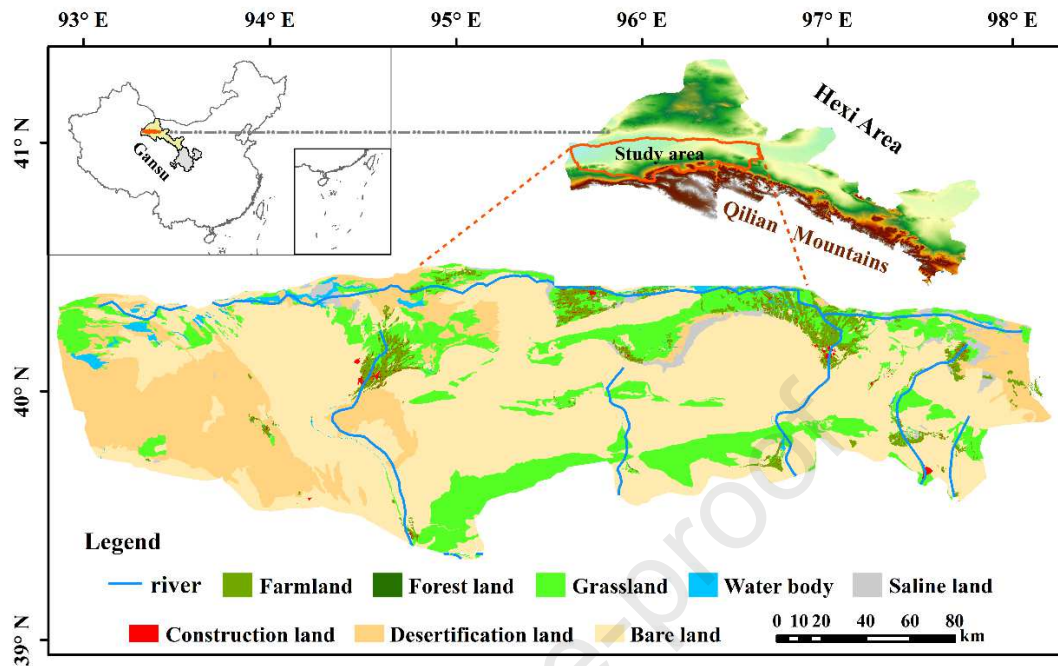 93° E 94° E 95° E 96° E 97° E 98° E
41° N
40° N
39° N
Gansu
Hexi Area
Study area
Qilian Mountains
Legend
river Farmland Forest land Grassland Water body Saline land
Construction land Desertification land Bare land
0 10 20 40 60 80
km
e-proof